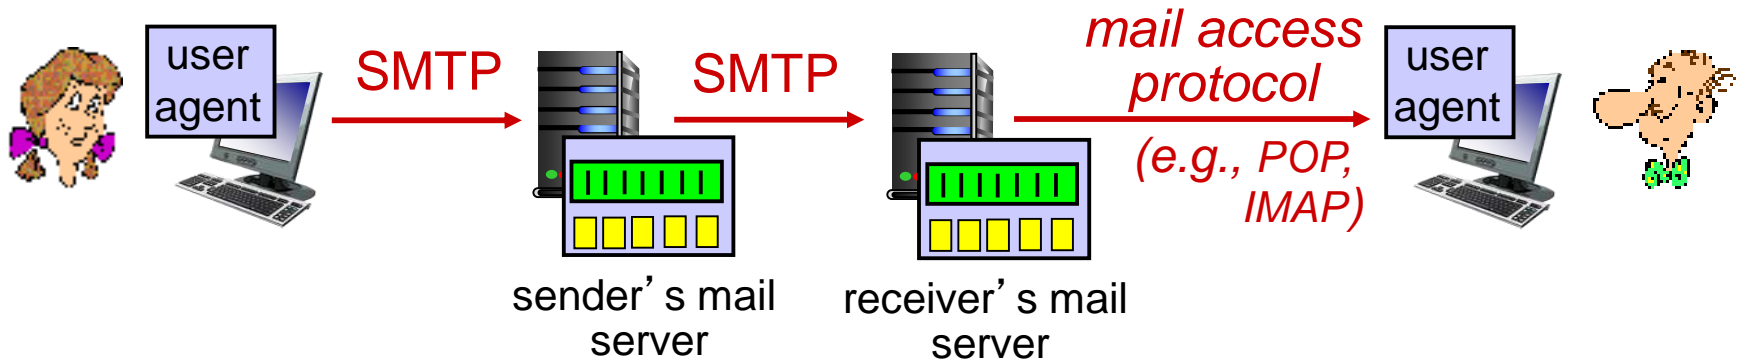 user
agent
SMTP
SMTP
mail access
protocol
(e.g., POP,
IMAP)
user
agent
sender’s mail
server
receiver’s mail
server